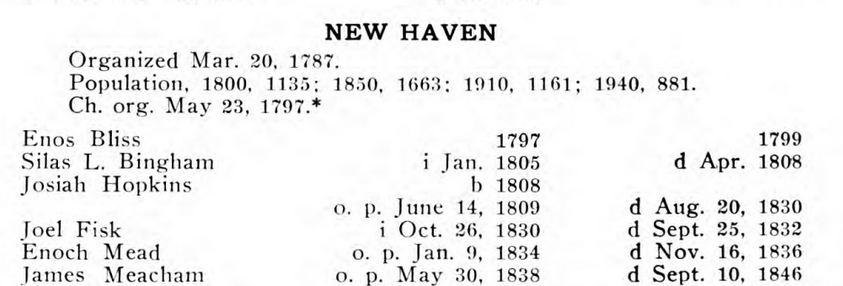 NEW HAVEN
Organized Mar. 20, 1787.
Population, 1800, 1135; 1850, 1663; 1910, 1161; 1940, 881.
Ch. org. May 23, 1797.*
Enos Bliss 1797 1799
Silas L. Bingham i Jan. 1805 d Apr. 1808
Josiah Hopkins b 1808
o. p. June 14, 1809 d Aug. 20, 1830
Joel Fisk i Oct. 26, 1830 d Sept. 25, 1832
Enoch Mead o. p. Jan. 9, 1834 d Nov. 16, 1836
James Meacham o. p. May 30, 1838 d Sept. 10, 1846